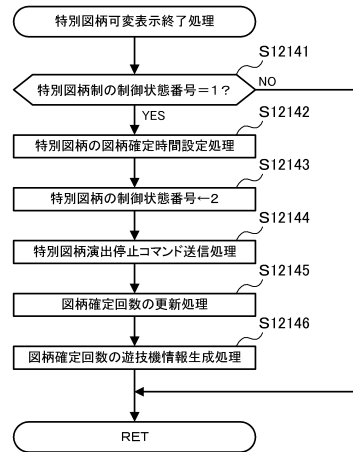 特別図柄可変表示終了処理
S12141
特別図柄制の制御状態番号＝1？
NO
YES
S12142
特別図柄の図柄確定時間設定処理
S12143
特別図柄の制御状態番号←2
S12144
特別図柄演出停止コマンド送信処理
S12145
図柄確定回数の更新処理
S12146
図柄確定回数の遊技機情報生成処理
RET